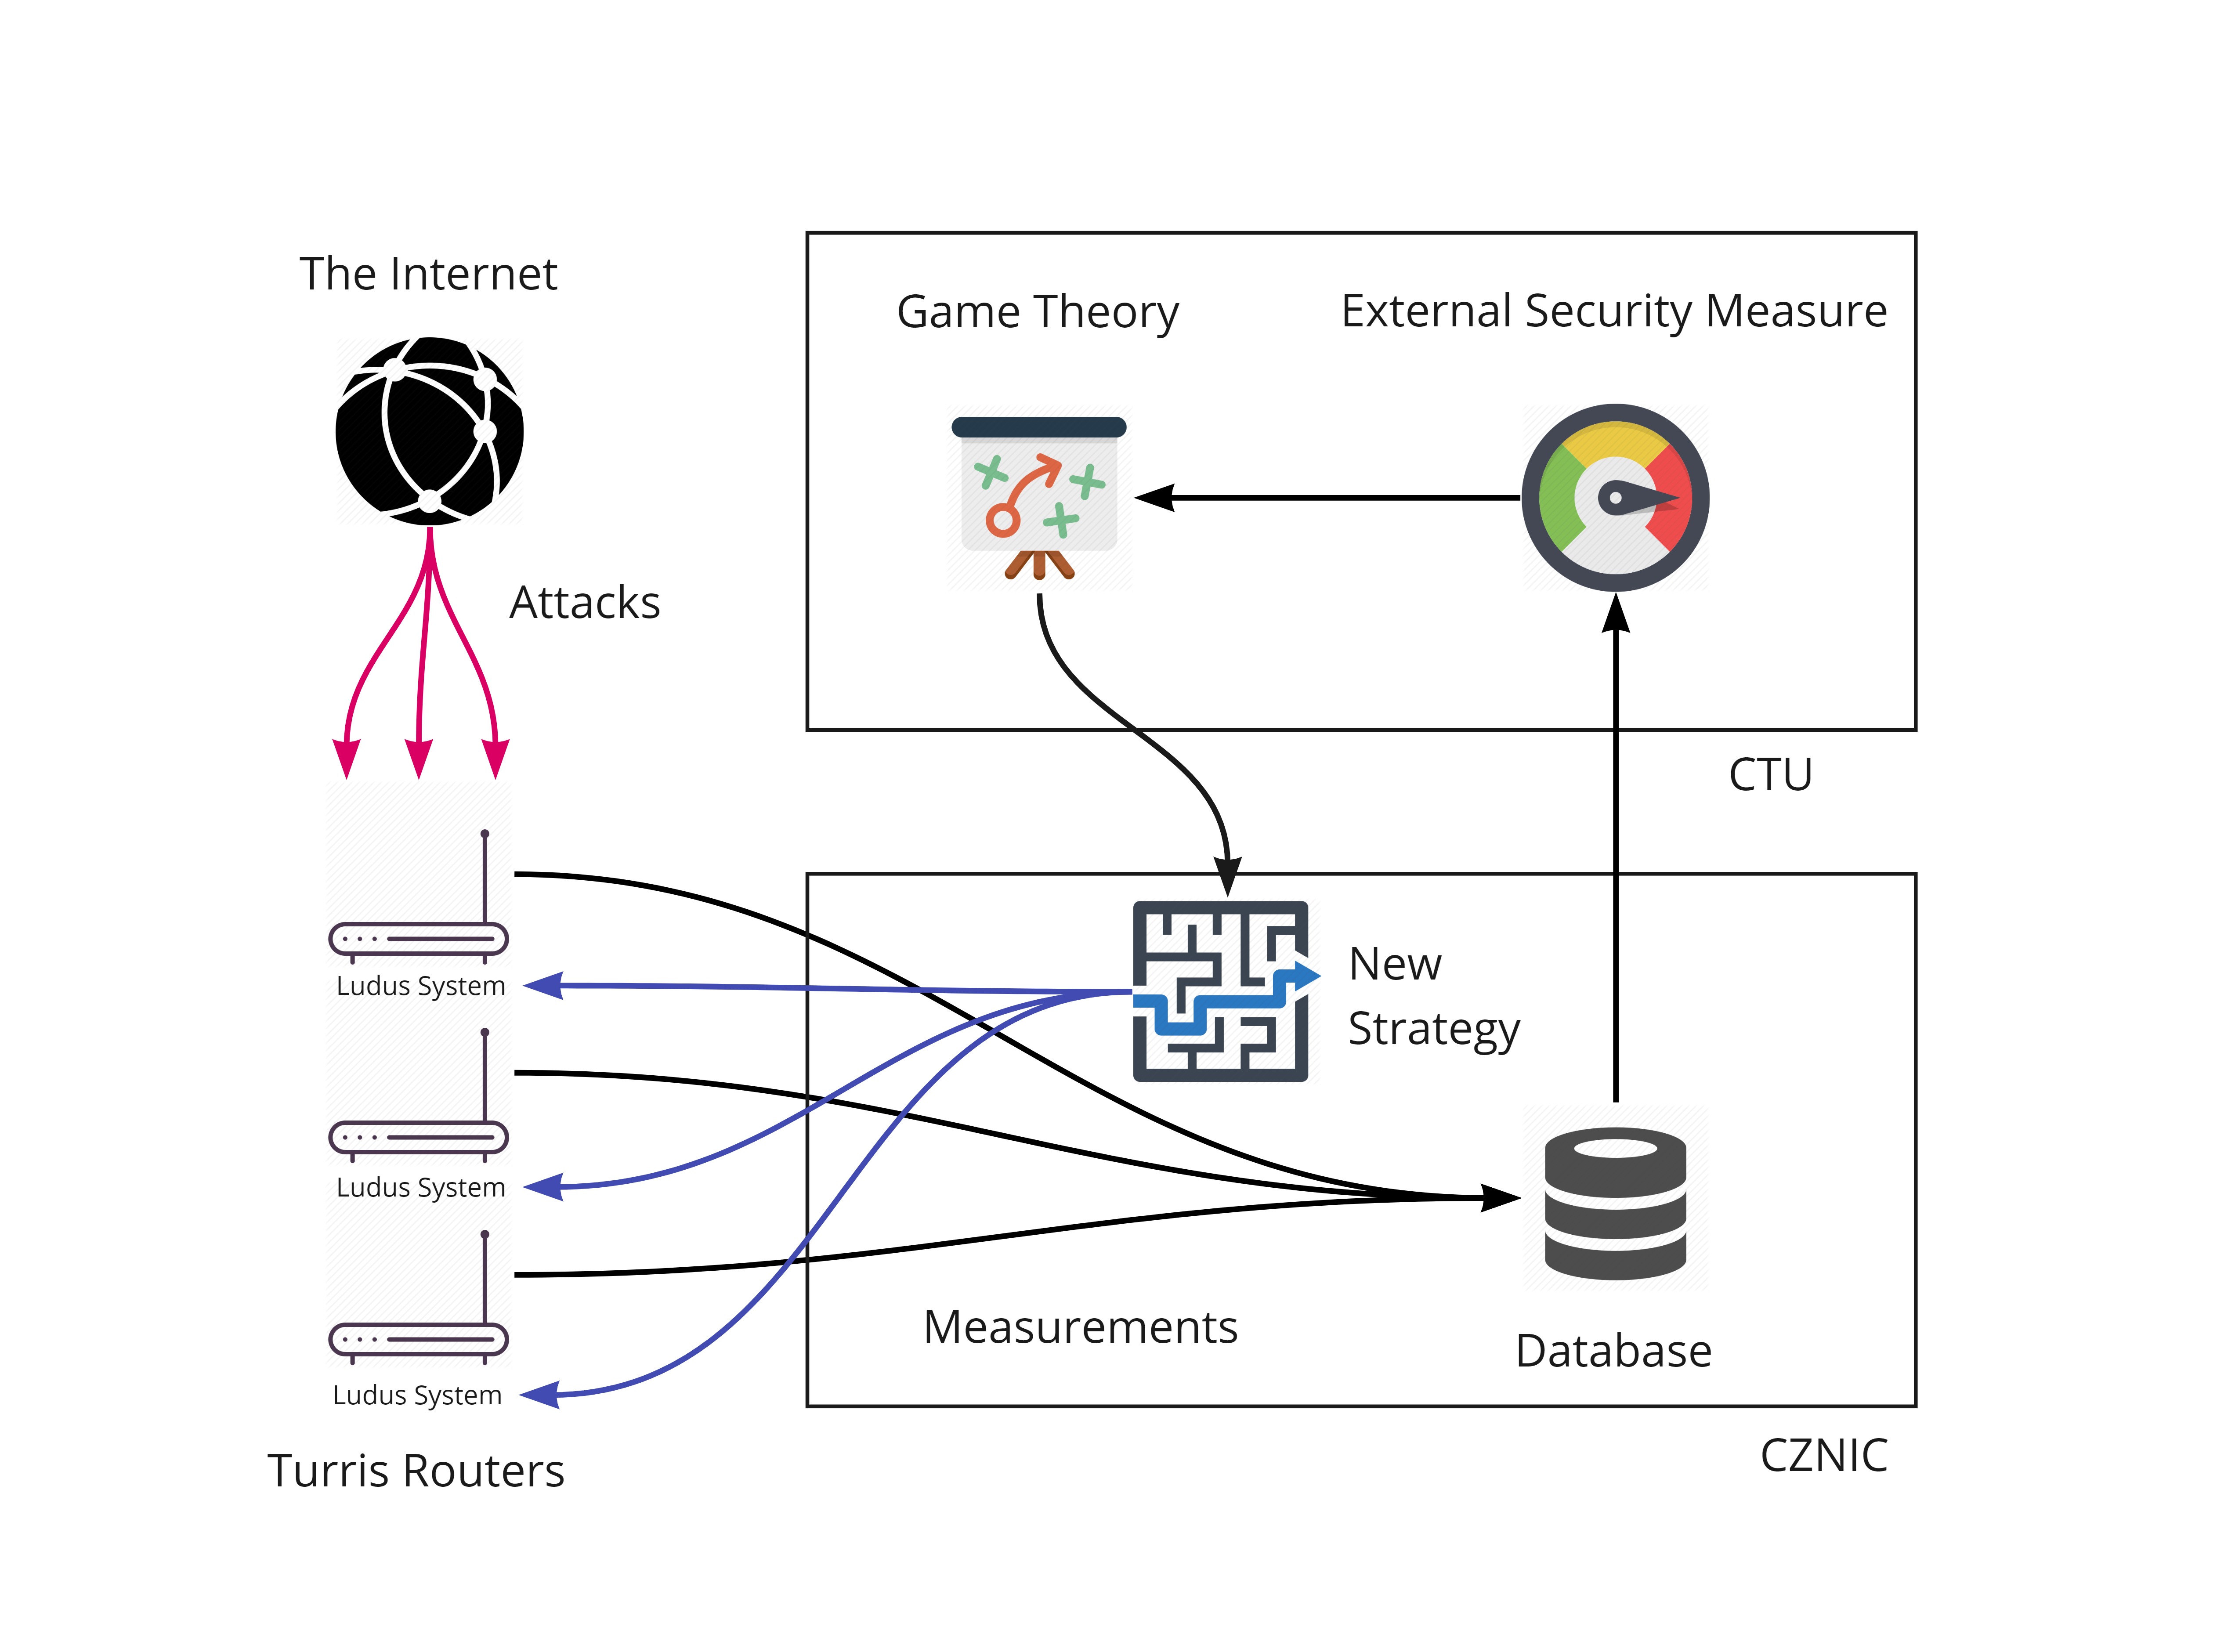 The Internet
Attacks
Game Theory
External Security Measure
CTU
Ludus System
Ludus System
Ludus System
Turris Routers
New
Strategy
Measurements
Database
CZNIC